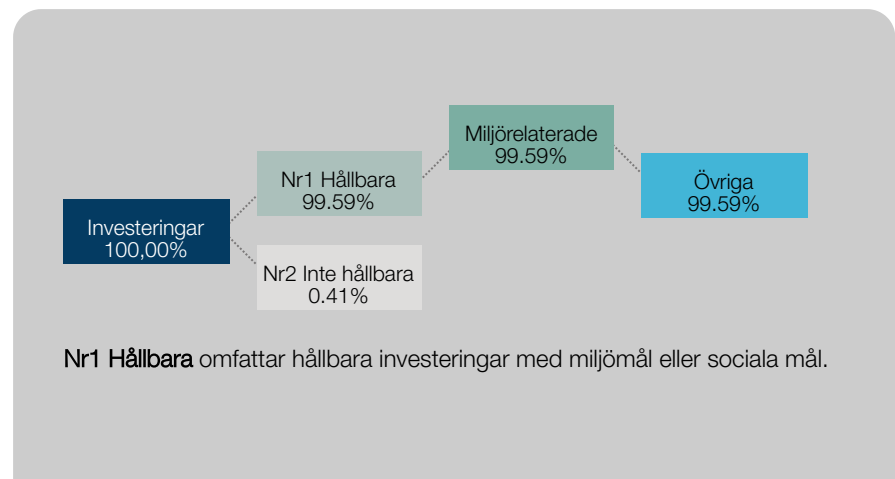 Investeringar
100,00%
Nr1 Hållbara
99.59%
Nr2 Inte hållbara
0.41%
Miljörelaterade
99.59%
Övriga
99.59%
Nr1 Hållbara omfattar hållbara investeringar med miljömål eller sociala mål.